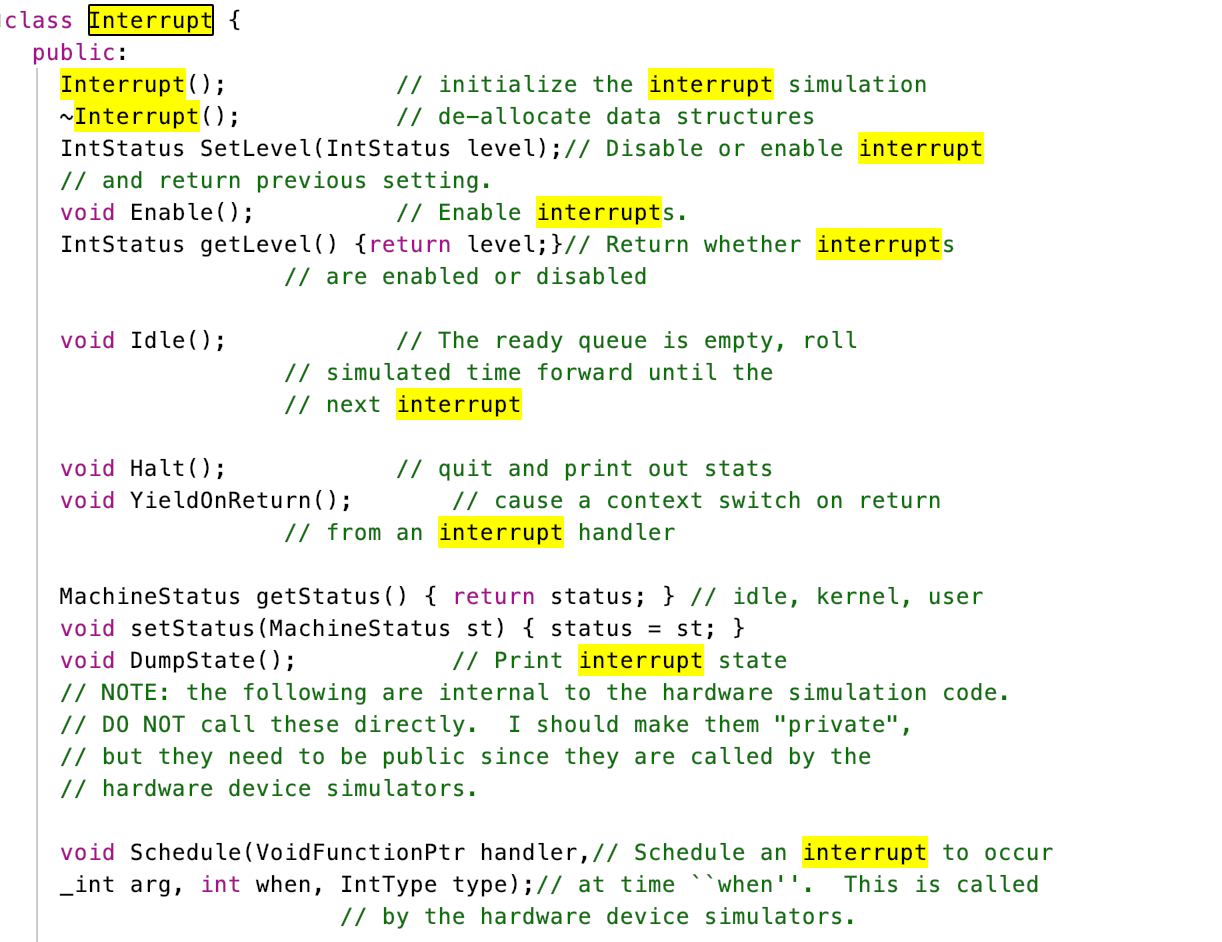 class Interrupt {
public:
Interrupt(); // initialize the interrupt simulation
~Interrupt(); // de-allocate data structures
IntStatus SetLevel(IntStatus level);// Disable or enable interrupt
// and return previous setting.
void Enable(); // Enable interrupts.
IntStatus getLevel() {return level;}// Return whether interrupts
// are enabled or disabled
void Idle(); // The ready queue is empty, roll
// simulated time forward until the
// next interrupt
void Halt(); // quit and print out stats
void YieldOnReturn(); // cause a context switch on return
// from an interrupt handler
MachineStatus getStatus() { return status; } // idle, kernel, user
void setStatus(MachineStatus st) { status = st; }
void DumpState(); // Print interrupt state
// NOTE: the following are internal to the hardware simulation code.
// DO NOT call these directly.  I should make them "private",
// but they need to be public since they are called by the
// hardware device simulators.
void Schedule(VoidFunctionPtr handler,// Schedule an interrupt to occur
_int arg, int when, IntType type);// at time ``when''.  This is called
// by the hardware device simulators.